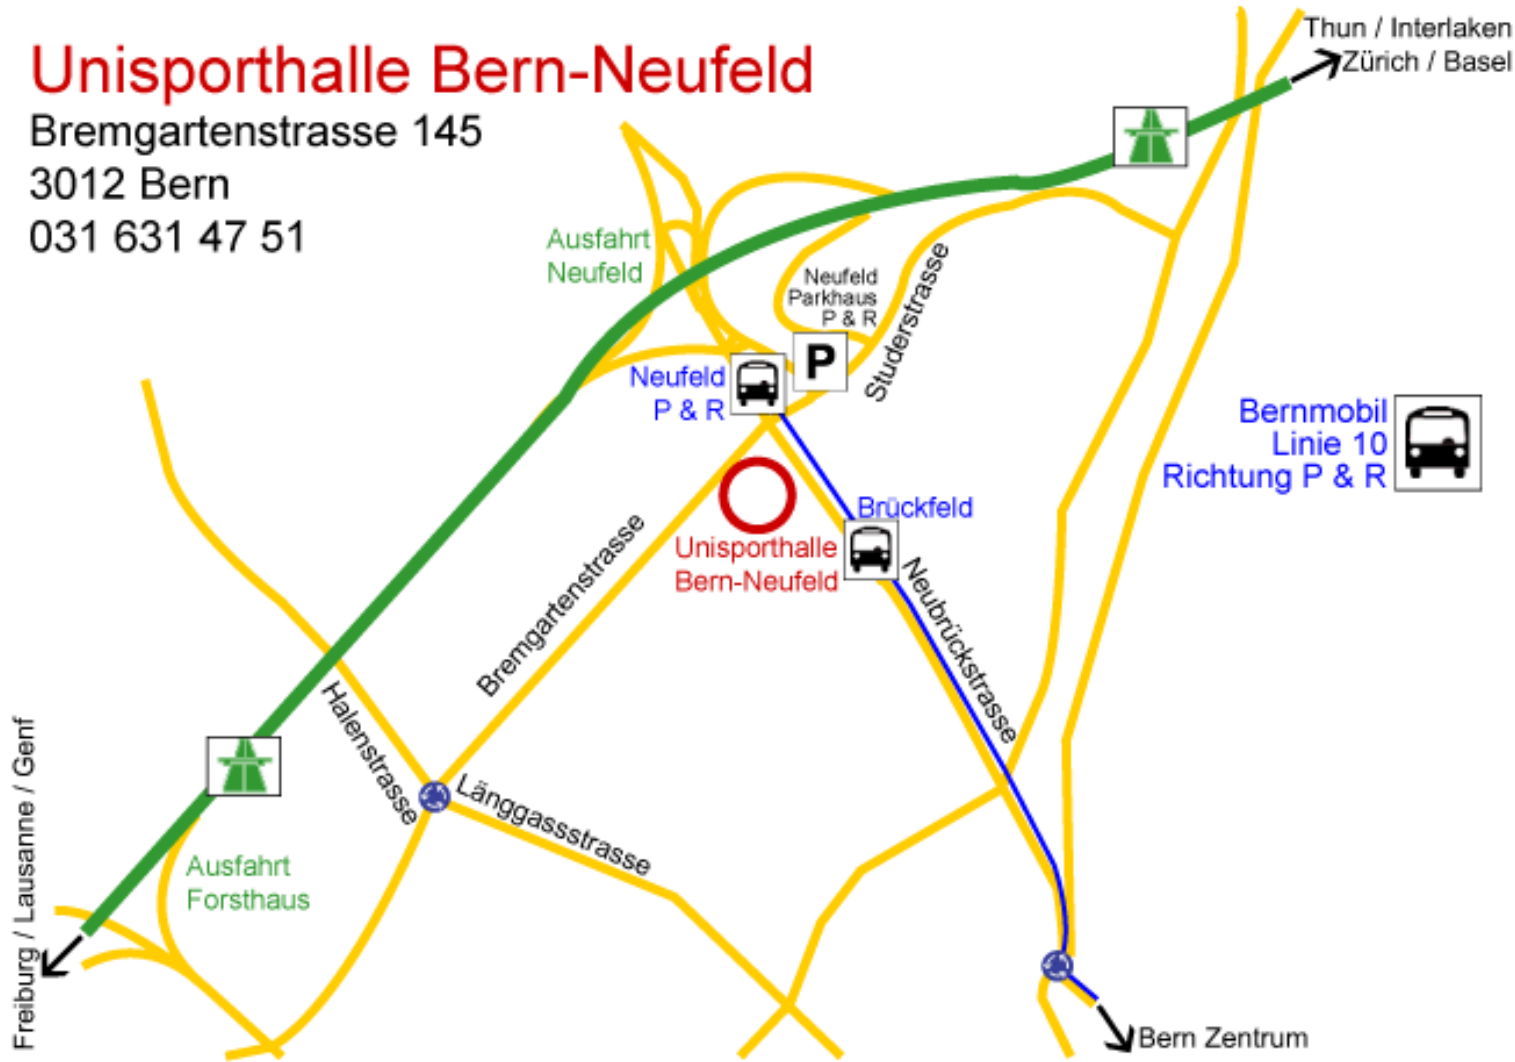 Unisporthalle Bern-Neufeld
Bremgartenstrasse 145
3012 Bern
031 631 47 51
Thun / Interlaken
Zürich / Basel
Ausfahrt
Neufeld
Neufeld
Parkhaus
P & R
P
Studerstrasse
Neufeld
P & R
Bernmobil
Linie 10
Richtung P & R
Brückfeld
Unisporthalle
Bern-Neufeld
Bremgartenstrasse
Neubrückstrasse
Halenstrasse
Länggassstrasse
Ausfahrt
Forsthaus
Freiburg / Lausanne / Genf
Bern Zentrum